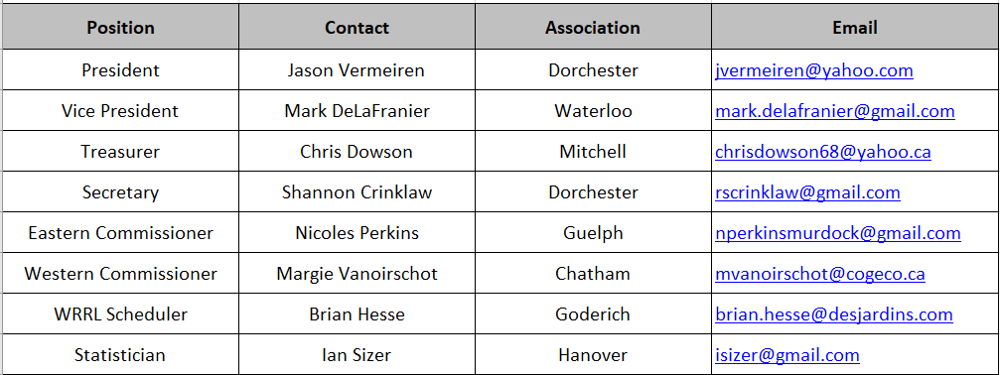 Position Contact Association Email
President Jason Vermeiren Dorchester jvermeiren@yahoo.com
Vice President Mark DeLaFranier Waterloo mark.delafranier@gmail.com
Treasurer Chris Dowson Mitchell chrisdowson68@yahoo.ca
Secretary Shannon Crinklaw Dorchester rscrinklaw@gmail.com
Eastern Commissioner Nicoles Perkins Guelph nperkinsmurdock@gmail.com
Western Commissioner Margie Vanoirschot Chatham mvanoirschot@cogeco.ca
WRRL Scheduler Brian Hesse Goderich brian.hesse@desjardins.com
Statistician Ian Sizer Hanover isizer@gmail.com